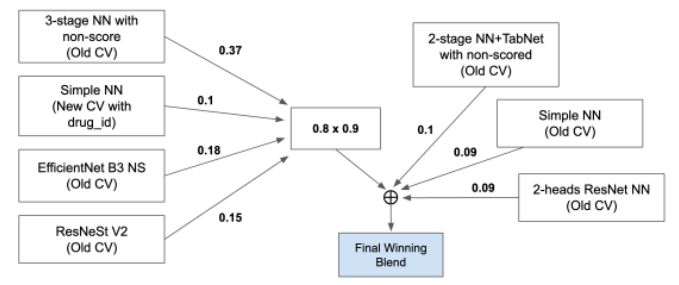 3-stage NN with
non-score
(Old CV)
0.37
Simple NN
(New CV with
drug_id)
0.1
EfficientNet B3 NS
(Old CV)
0.18
ResNeSt V2
(Old CV)
0.15
0.8 x 0.9
2-stage NN+TabNet
with non-scored
(Old CV)
0.1
Simple NN
(Old CV)
0.09
2-heads ResNet NN
(Old CV)
0.09
Final Winning
Blend